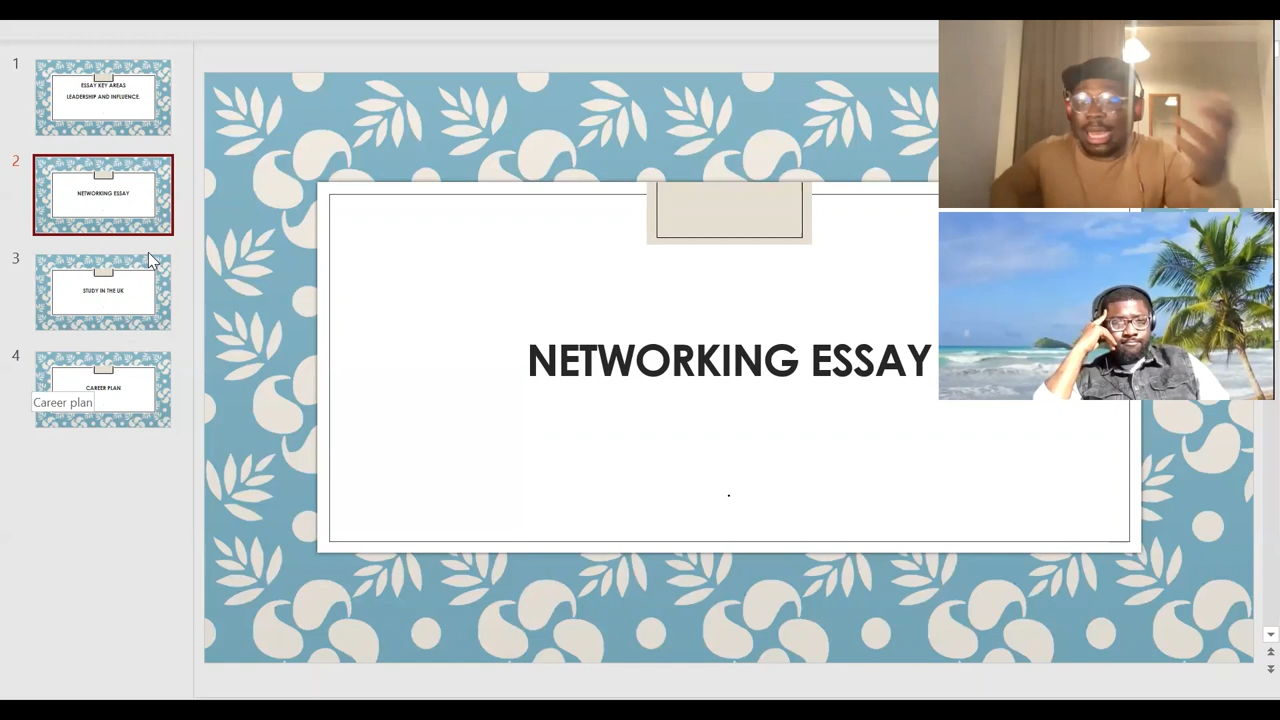 1
ESSAY KEY AREAS
LEADERSHIP AND INFLUENCE.
2
NETWORKING ESSAY
3
STUDY IN THE UK
4
CAREER PLAN
Career plan
NETWORKING ESSAY
.